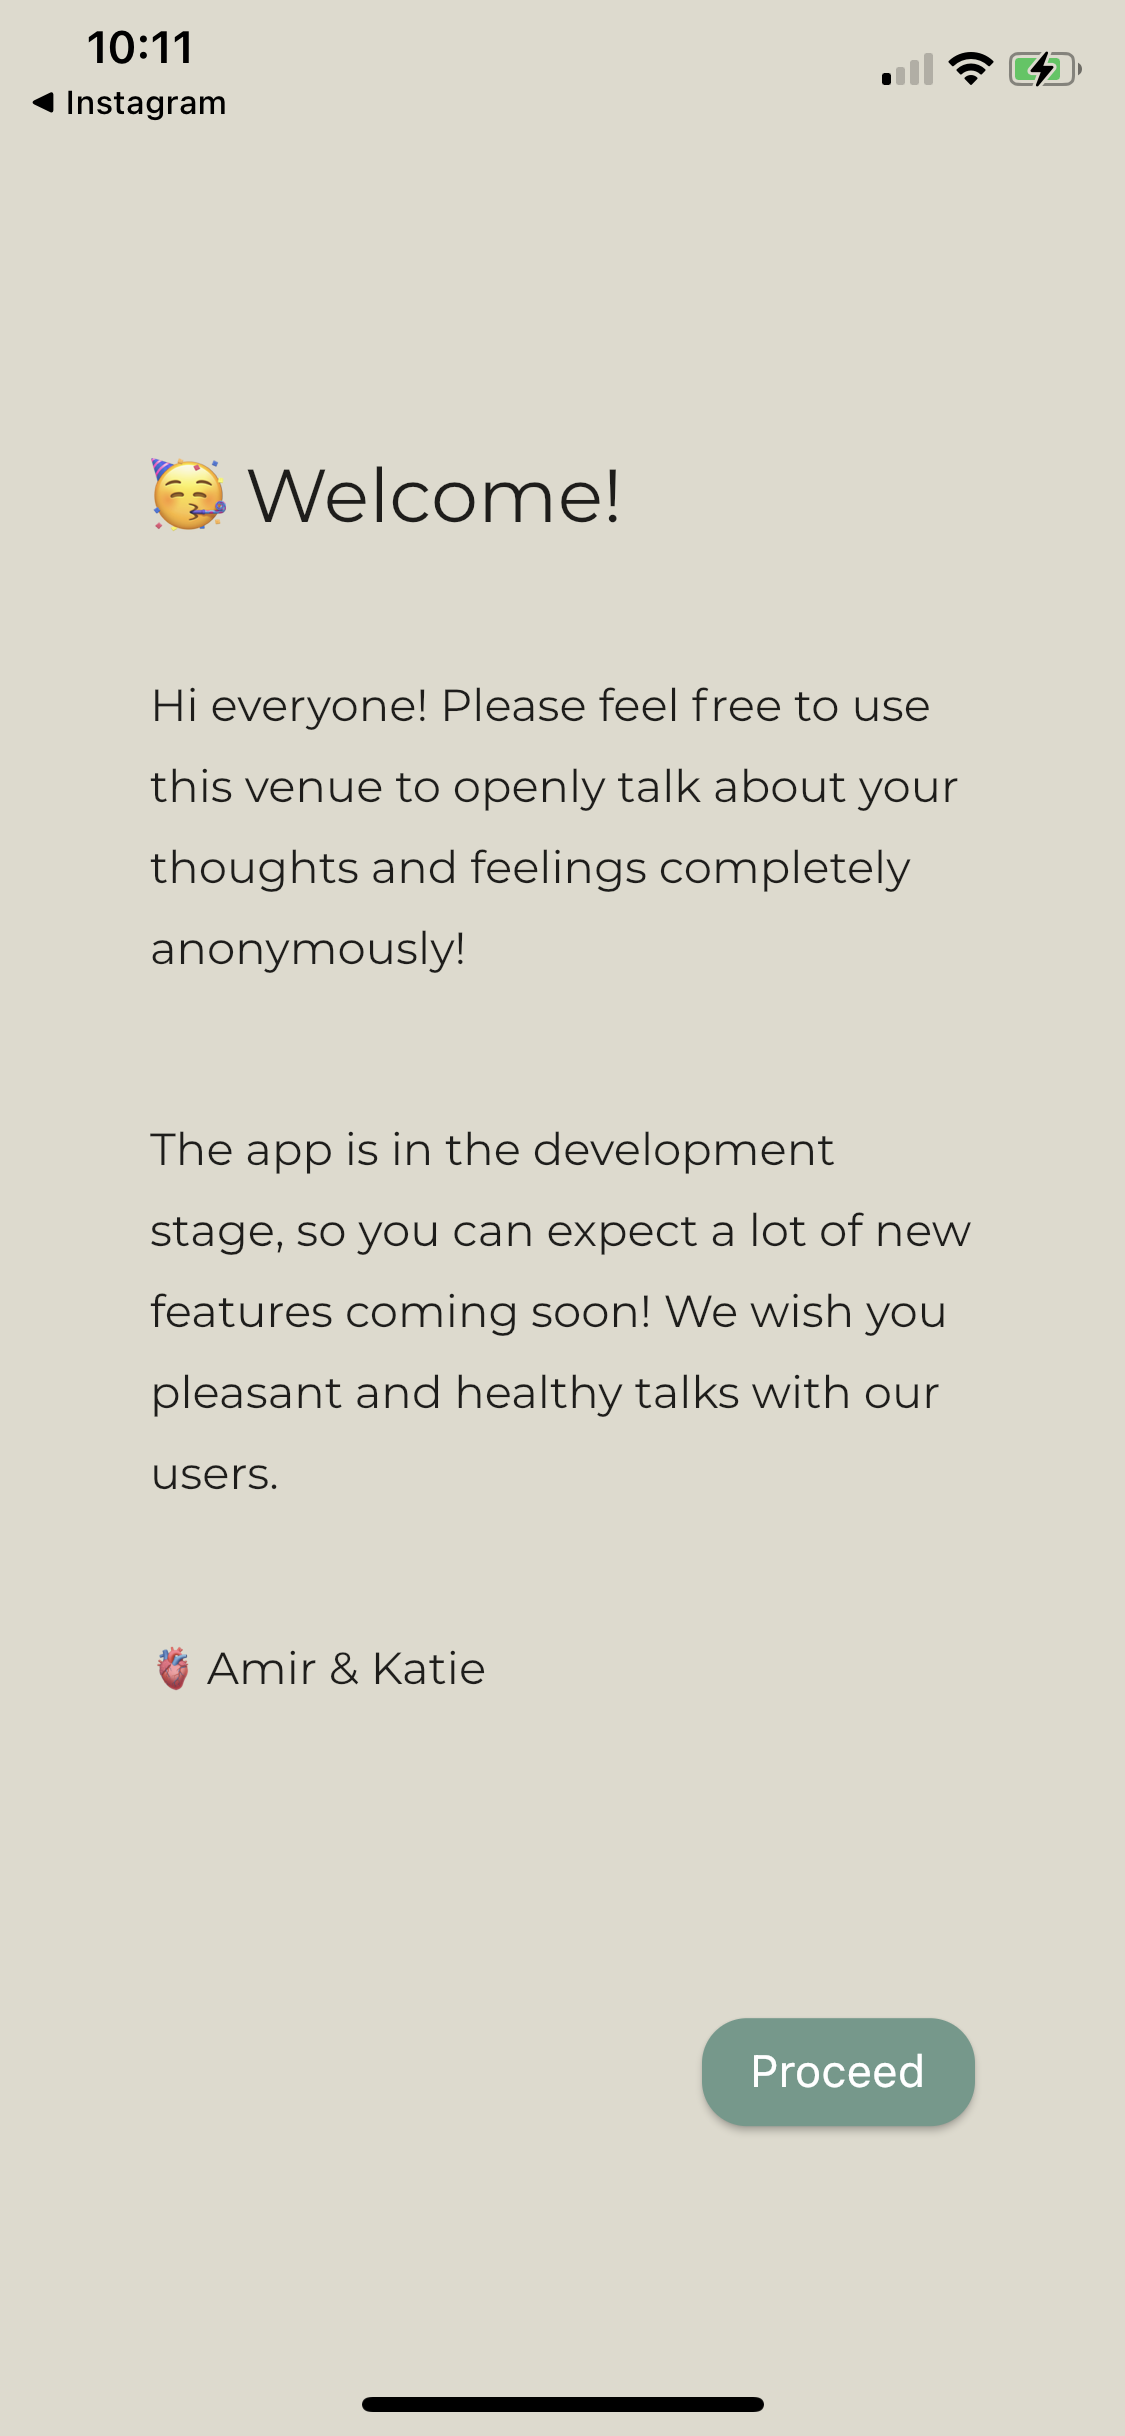 10:11
◀ Instagram
🥳 Welcome!
Hi everyone! Please feel free to use
this venue to openly talk about your
thoughts and feelings completely
anonymously!
The app is in the development
stage, so you can expect a lot of new
features coming soon! We wish you
pleasant and healthy talks with our
users.
🫀 Amir & Katie
Proceed